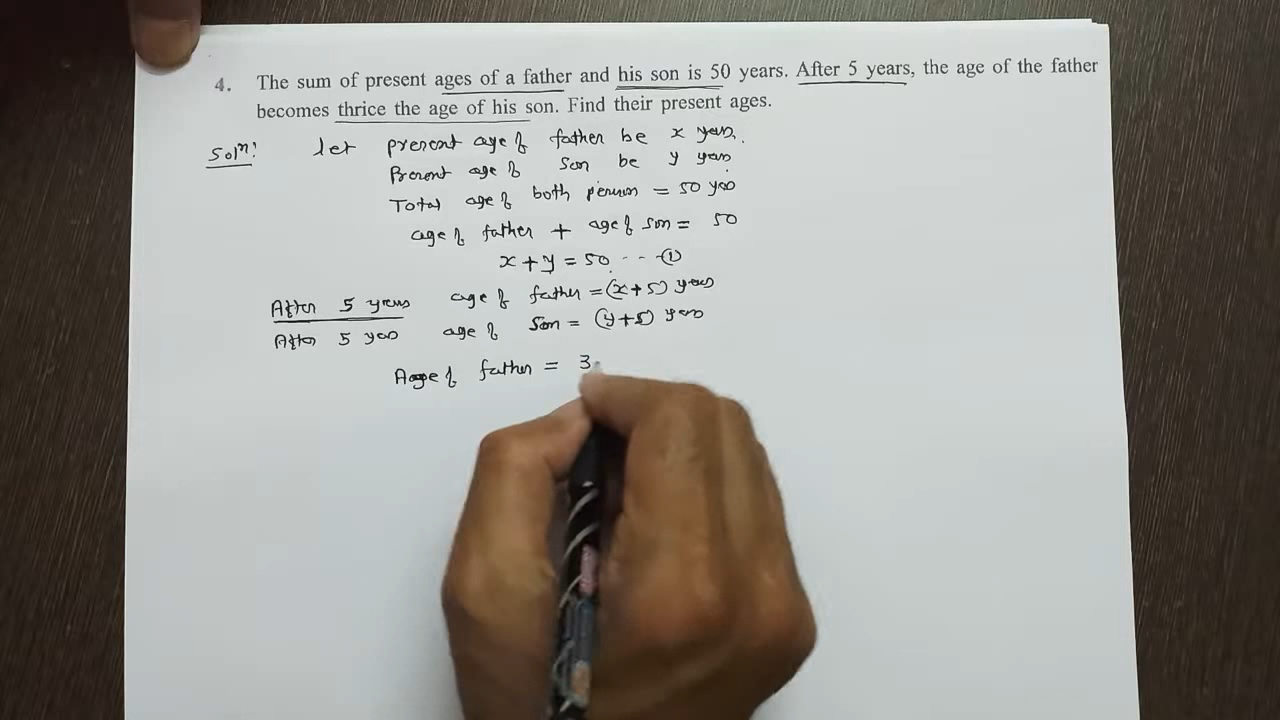 4. The sum of present ages of a father and his son is 50 years. After 5 years, the age of the father
becomes thrice the age of his son. Find their present ages.
Solⁿ: let present age of father be x years.
Present age of son be y years
Total age of both person = 50 years
age of father + age of son = 50
x + y = 50 --- (1)
After 5 years age of father = (x+5) years
After 5 years age of son = (y+5) years
Age of father = 3